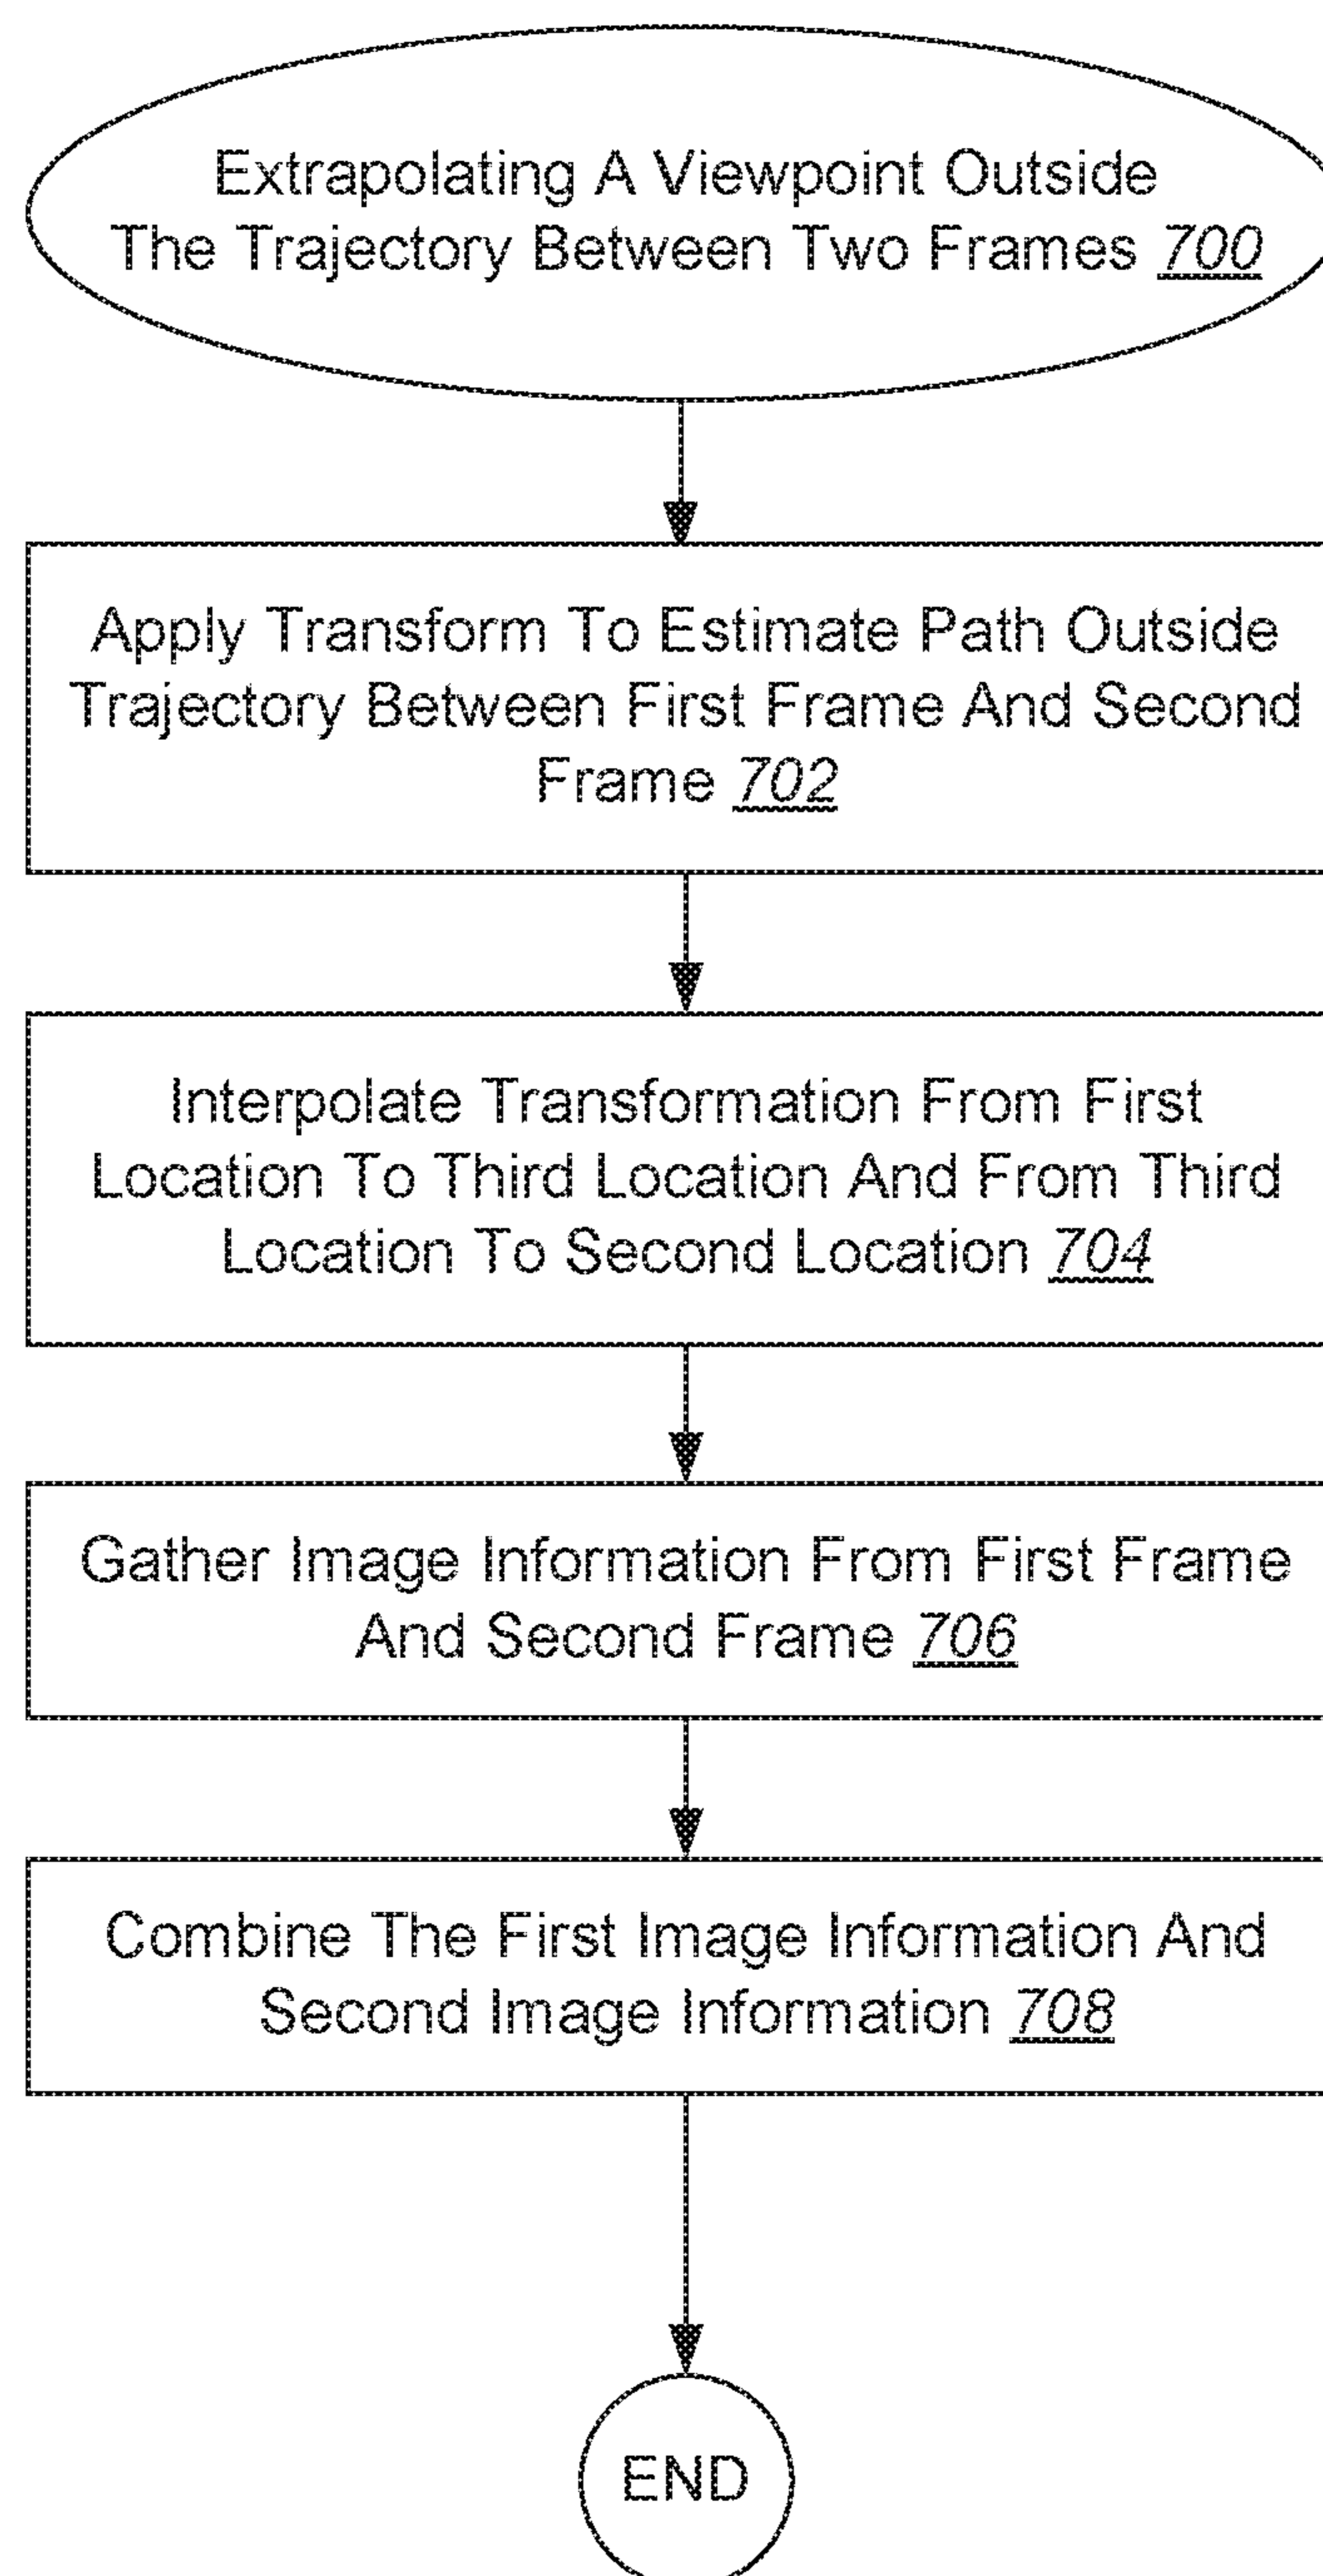 Extrapolating A Viewpoint Outside
The Trajectory Between Two Frames 700
Apply Transform To Estimate Path Outside
Trajectory Between First Frame And Second
Frame 702
Interpolate Transformation From First
Location To Third Location And From Third
Location To Second Location 704
Gather Image Information From First Frame
And Second Frame 706
Combine The First Image Information And
Second Image Information 708
END